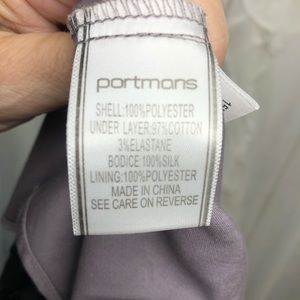 portmans
SHELL:100%POLYESTER
UNDER LAYER:97%COTTON
3%ELASTANE
BODICE:100%SILK
LINING:100%POLYESTER
MADE IN CHINA
SEE CARE ON REVERSE